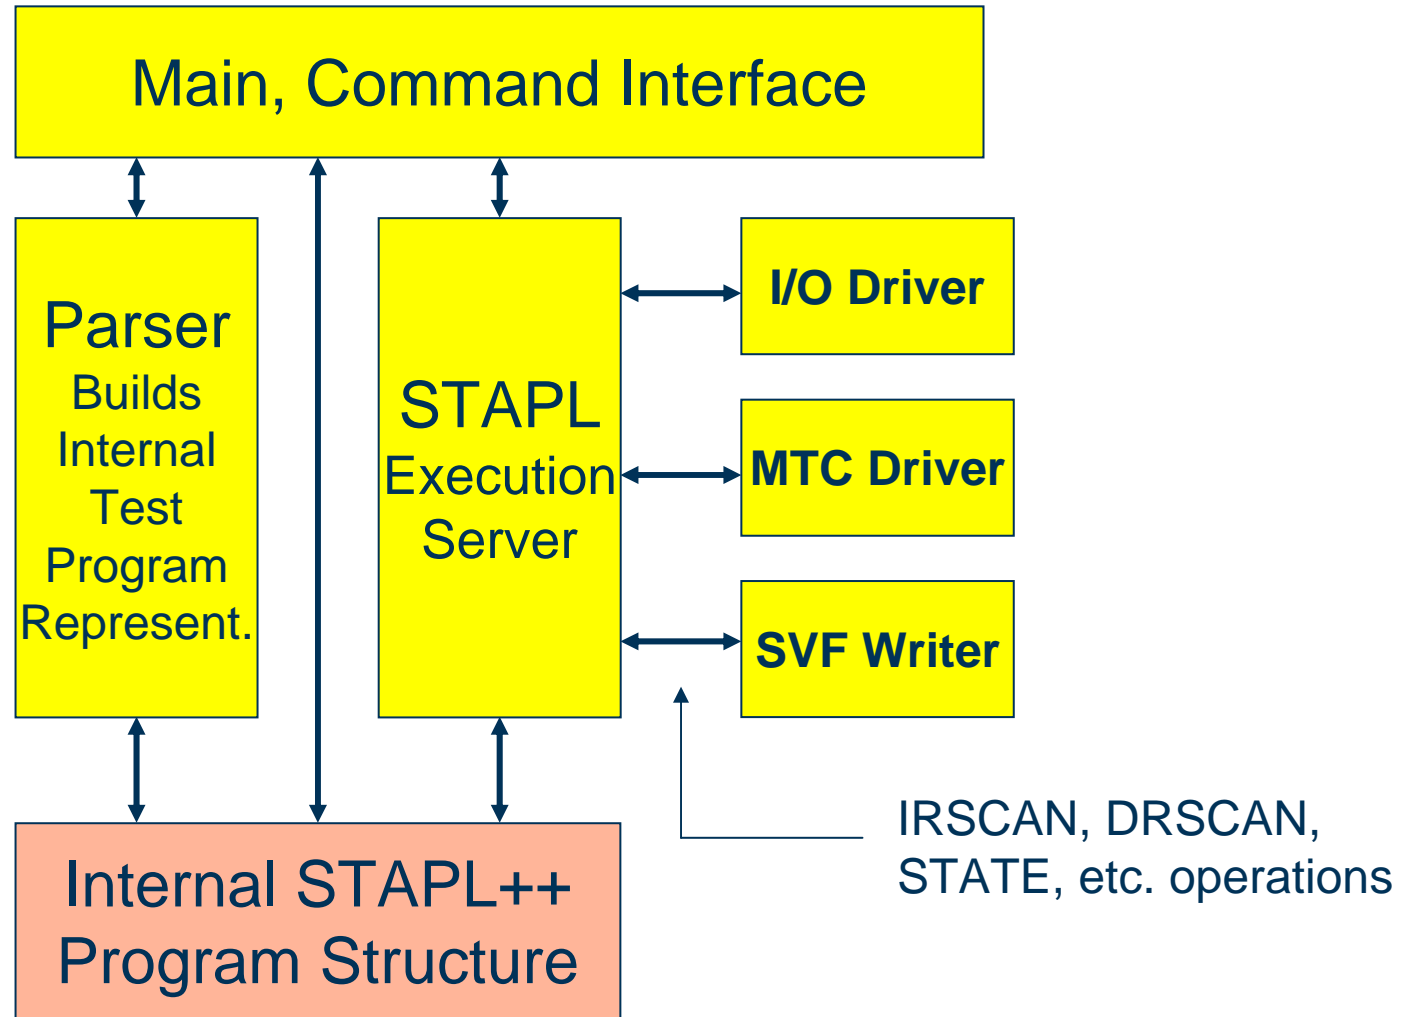 Main, Command Interface
Parser
Builds
Internal
Test
Program
Represent.
STAPL
Execution
Server
I/O Driver
MTC Driver
SVF Writer
IRSCAN, DRSCAN,
STATE, etc. operations
Internal STAPL++
Program Structure